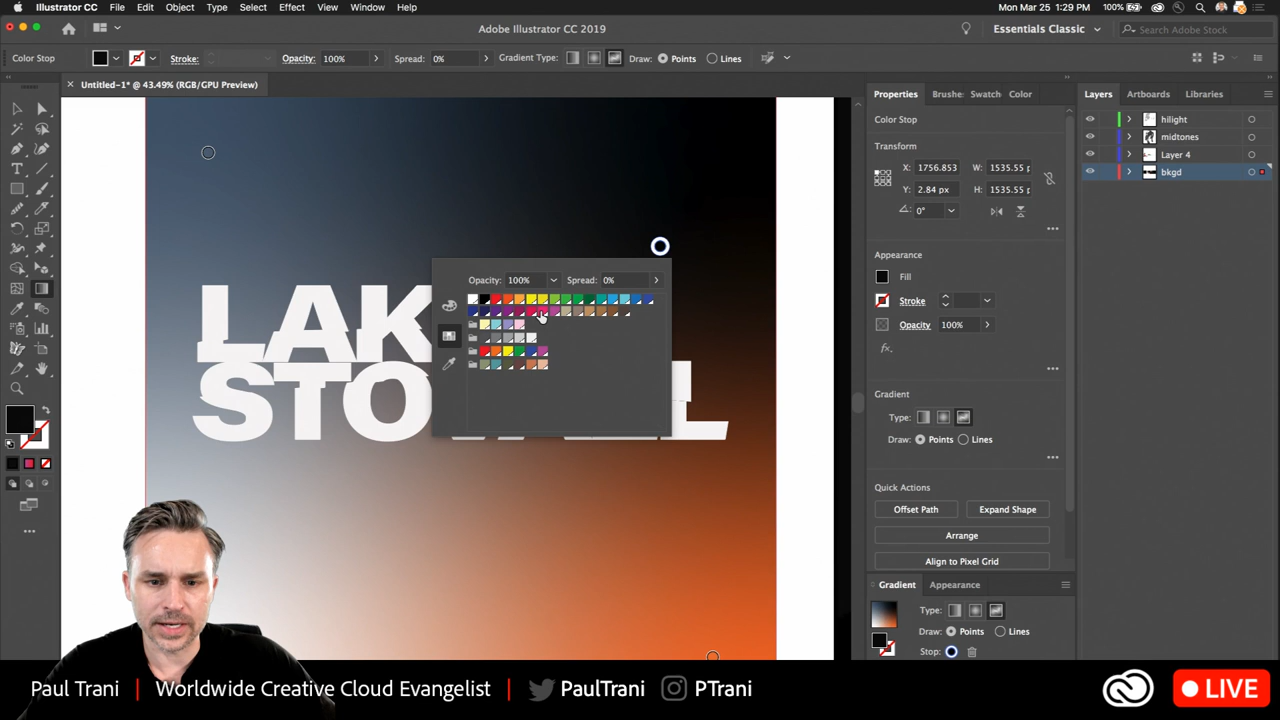 Illustrator CC File Edit Object Type Select Effect View Window Help
100% Mon Mar 25 1:29 PM
Adobe Illustrator CC 2019
Essentials Classic
Search Adobe Stock
Color Stop Stroke: Opacity: 100% Spread: 0% Gradient Type: Draw: Points Lines
× Untitled-1* @ 43.49% (RGB/GPU Preview)
Properties Brushe Swatch Color
Layers Artboards Libraries
Color Stop
hilight
midtones
Layer 4
bkgd
Transform
X: 1756.853 W: 1535.55 p
Y: 2.84 px H: 1535.55 p
0°
Appearance
Fill
Stroke
Opacity 100%
fx.
Gradient
Type:
Draw: Points Lines
Quick Actions
Offset Path Expand Shape
Arrange
Align to Pixel Grid
Gradient Appearance
Type:
Draw: Points Lines
Stop:
Opacity: 100% Spread: 0%
LAK
STO
Paul Trani | Worldwide Creative Cloud Evangelist | PaulTrani PTrani
LIVE